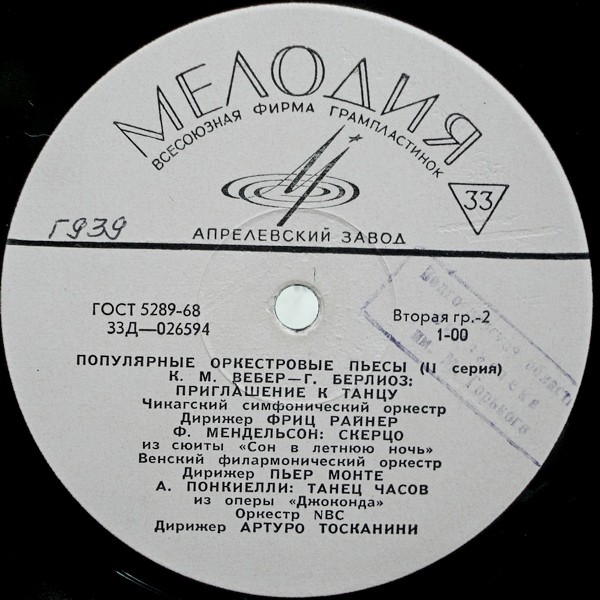 МЕЛОДИЯ
ВСЕСОЮЗНАЯ ФИРМА ГРАМПЛАСТИНОК
33
АПРЕЛЕВСКИЙ ЗАВОД
Г939
ГОСТ 5289-68
33Д—026594
Вторая гр.-2
1-00
ПОПУЛЯРНЫЕ ОРКЕСТРОВЫЕ ПЬЕСЫ (II серия)
К. М. ВЕБЕР—Г. БЕРЛИОЗ:
ПРИГЛАШЕНИЕ К ТАНЦУ
Чикагский симфонический оркестр
Дирижер ФРИЦ РАЙНЕР
Ф. МЕНДЕЛЬСОН: СКЕРЦО
из сюиты «Сон в летнюю ночь»
Венский филармонический оркестр
Дирижер ПЬЕР МОНТЕ
А. ПОНКИЕЛЛИ: ТАНЕЦ ЧАСОВ
из оперы «Джоконда»
Оркестр NBC
Дирижер АРТУРО ТОСКАНИНИ